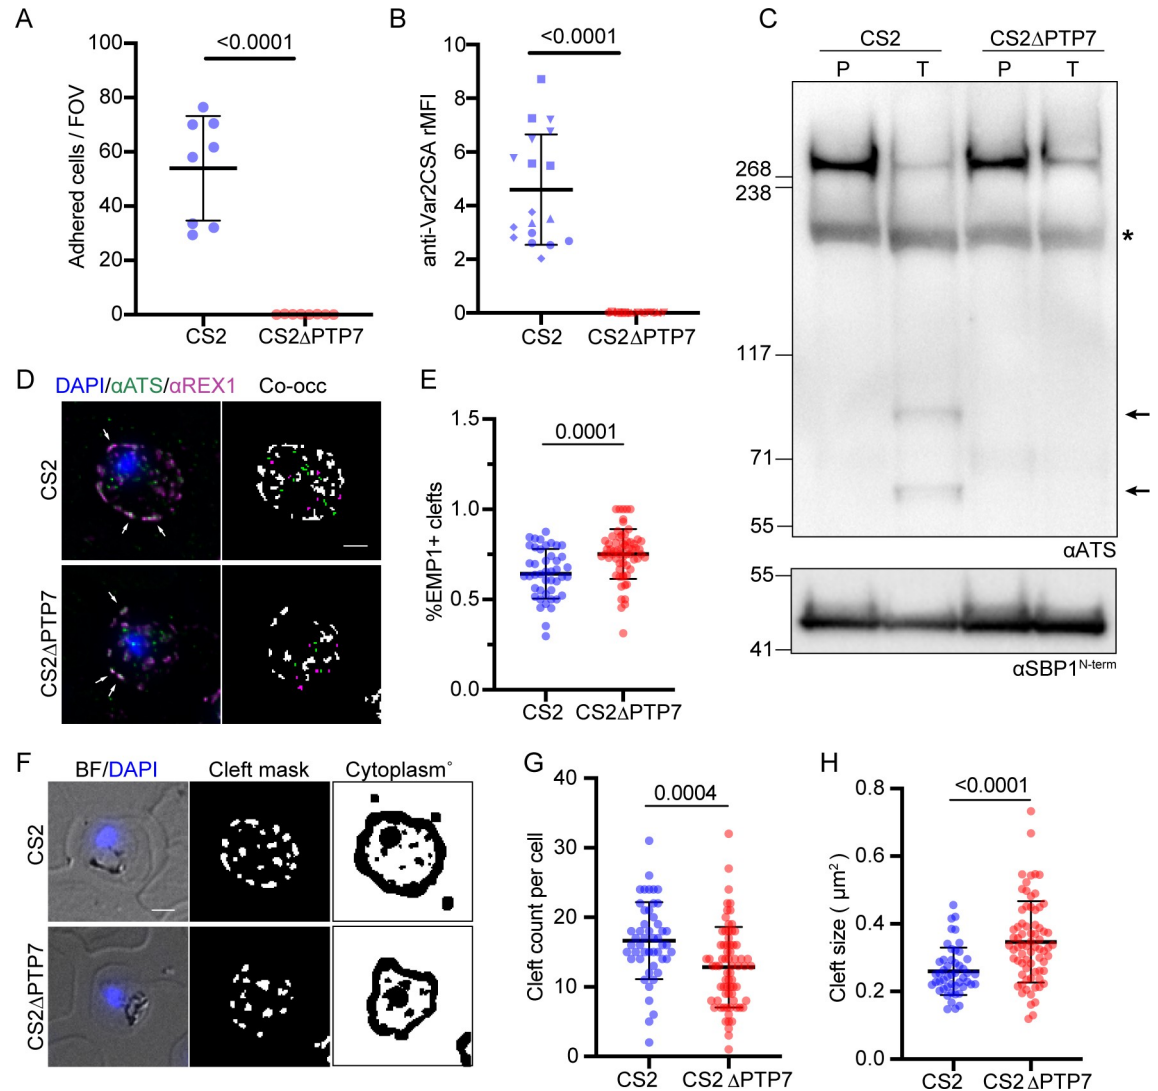 A
<0.0001
100
80
60
40
20
0
Adhered cells / FOV
CS2
CS2ΔPTP7
B
<0.0001
10
8
6
4
2
0
anti-Var2CSA rMFI
CS2
CS2ΔPTP7
C
CS2
CS2ΔPTP7
P
T
P
T
268
238
117
71
55
*
αATS
55
41
αSBP1N-term
D
DAPI/αATS/αREX1
Co-occ
CS2
CS2ΔPTP7
E
0.0001
1.5
1.0
0.5
0.0
%EMP1+ clefts
CS2
CS2ΔPTP7
F
BF/DAPI
Cleft mask
Cytoplasm°
CS2
CS2ΔPTP7
G
0.0004
40
30
20
10
0
Cleft count per cell
CS2
CS2 ΔPTP7
H
<0.0001
0.8
0.6
0.4
0.2
0.0
Cleft size ( μm²)
CS2
CS2 ΔPTP7